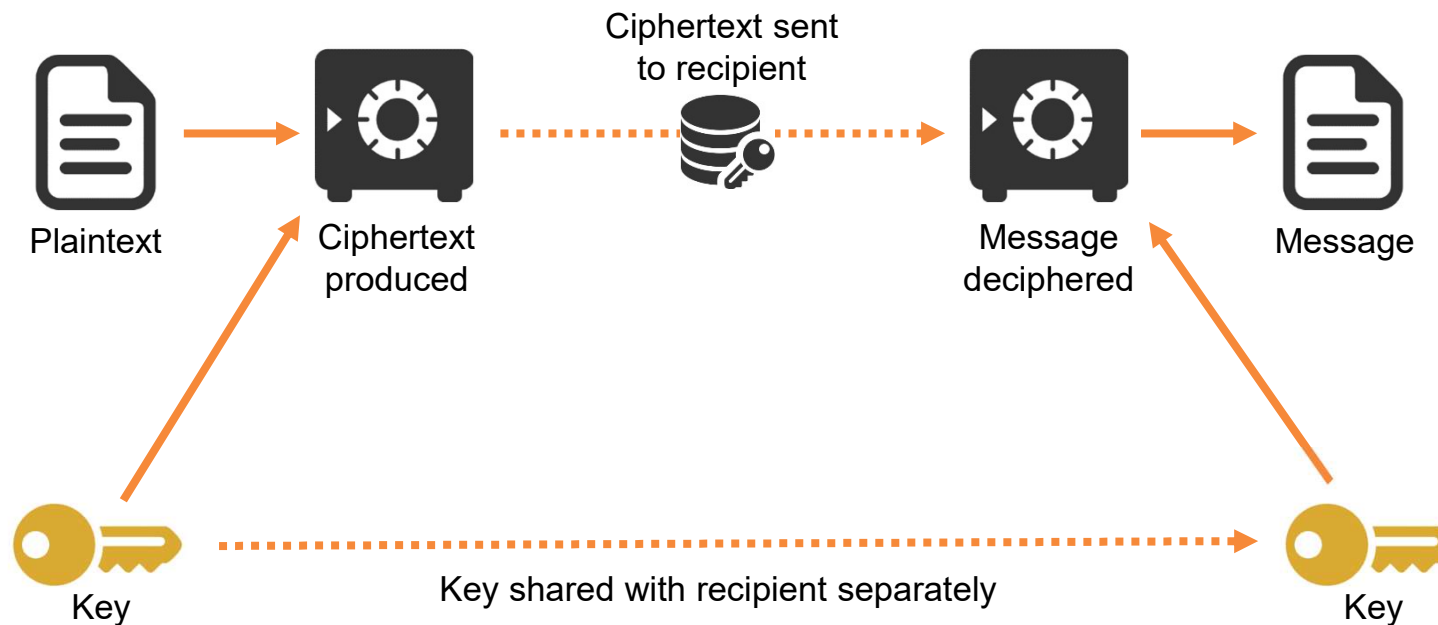 Ciphertext sent
to recipient
Plaintext
Ciphertext
produced
Message
deciphered
Message
Key shared with recipient separately
Key
Key